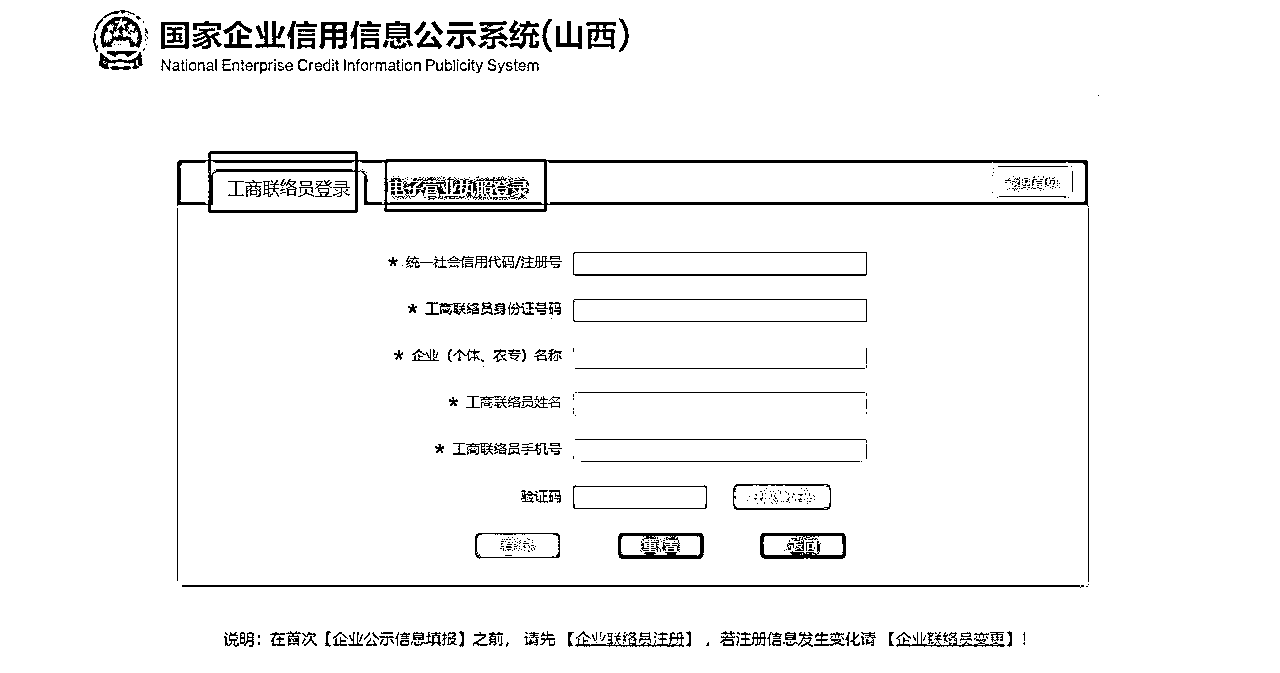 国家企业信用信息公示系统(山西)
National Enterprise Credit Information Publicity System
工商联络员登录 电子营业执照登录
* 统一社会信用代码/注册号
* 工商联络员身份证号码
* 企业（个体、农专）名称
* 工商联络员姓名
* 工商联络员手机号
验证码
登录 重置 返回
说明：在首次【企业公示信息填报】之前， 请先 【企业联络员注册】 ，若注册信息发生变化请 【企业联络员变更】！